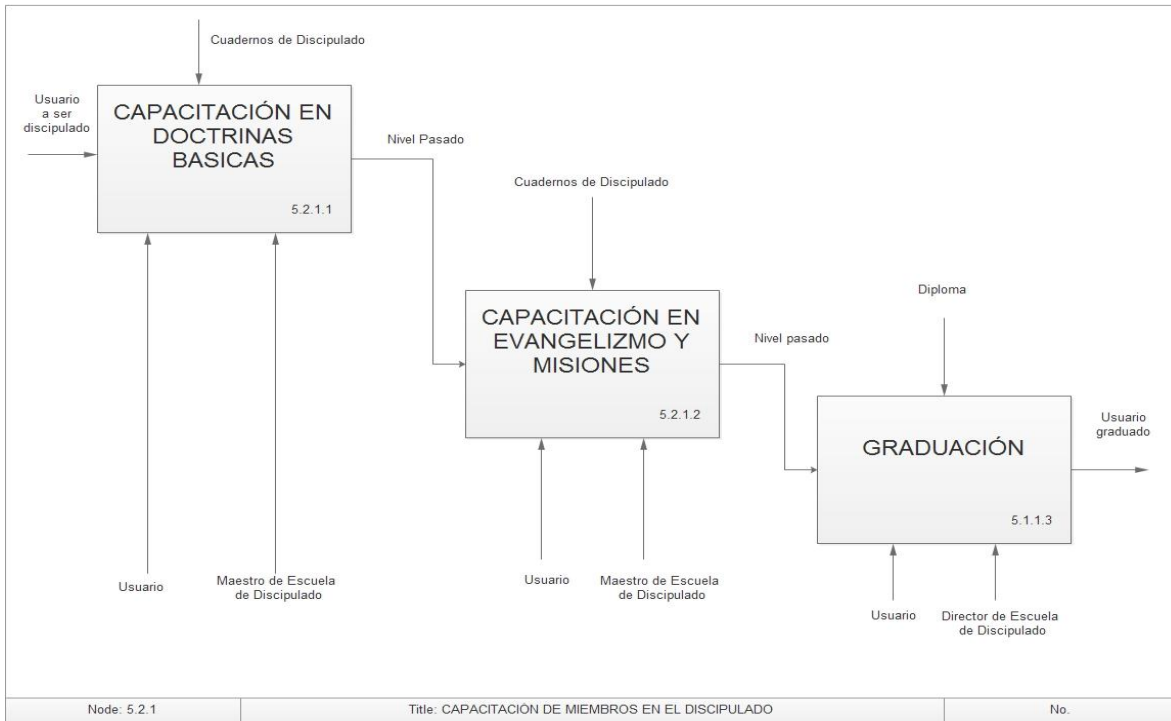 Cuadernos de Discipulado
Usuario
a ser
discipulado
CAPACITACIÓN EN
DOCTRINAS
BASICAS
5.2.1.1
Nivel Pasado
Usuario
Maestro de Escuela
de Discipulado
Cuadernos de Discipulado
CAPACITACIÓN EN
EVANGELIZMO Y
MISIONES
5.2.1.2
Nivel pasado
Usuario
Maestro de Escuela
de Discipulado
Diploma
GRADUACIÓN
5.1.1.3
Usuario
graduado
Usuario
Director de Escuela
de Discipulado
Node: 5.2.1
Title: CAPACITACIÓN DE MIEMBROS EN EL DISCIPULADO
No.